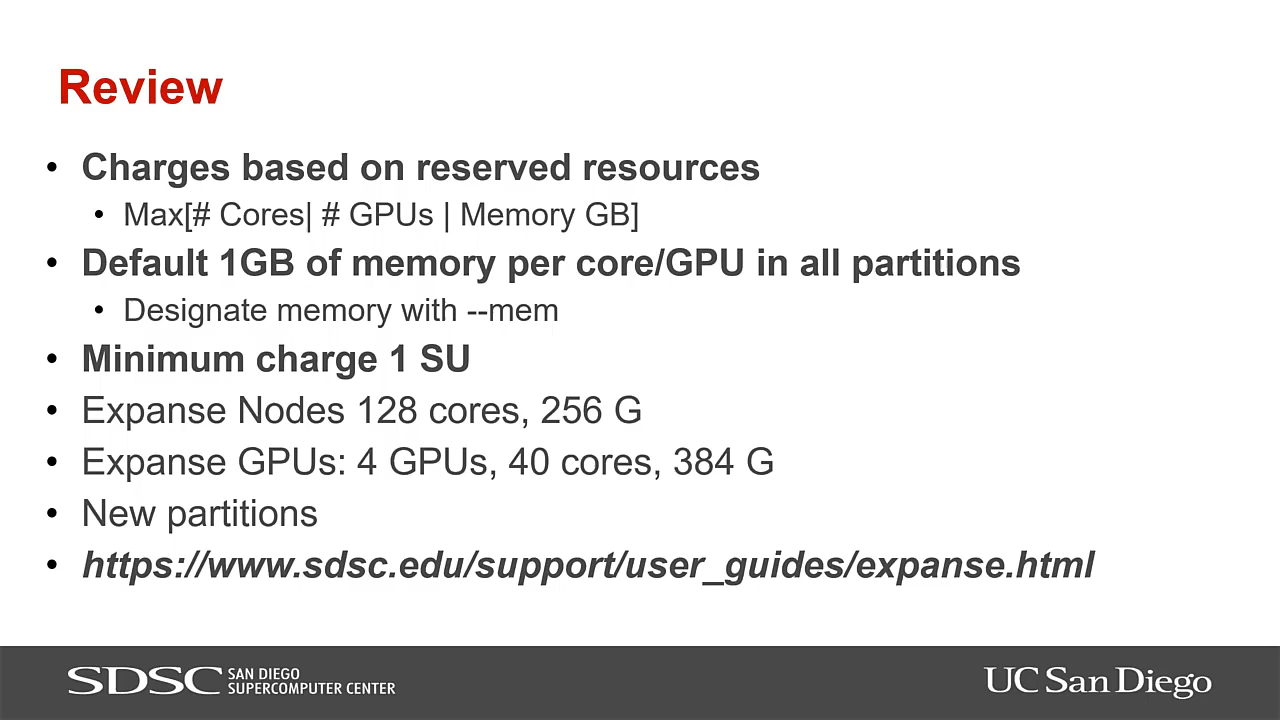 Review
• Charges based on reserved resources
• Max[# Cores| # GPUs | Memory GB]
• Default 1GB of memory per core/GPU in all partitions
• Designate memory with --mem
• Minimum charge 1 SU
• Expanse Nodes 128 cores, 256 G
• Expanse GPUs: 4 GPUs, 40 cores, 384 G
• New partitions
• https://www.sdsc.edu/support/user_guides/expanse.html
SDSC SAN DIEGO
SUPERCOMPUTER CENTER
UC San Diego